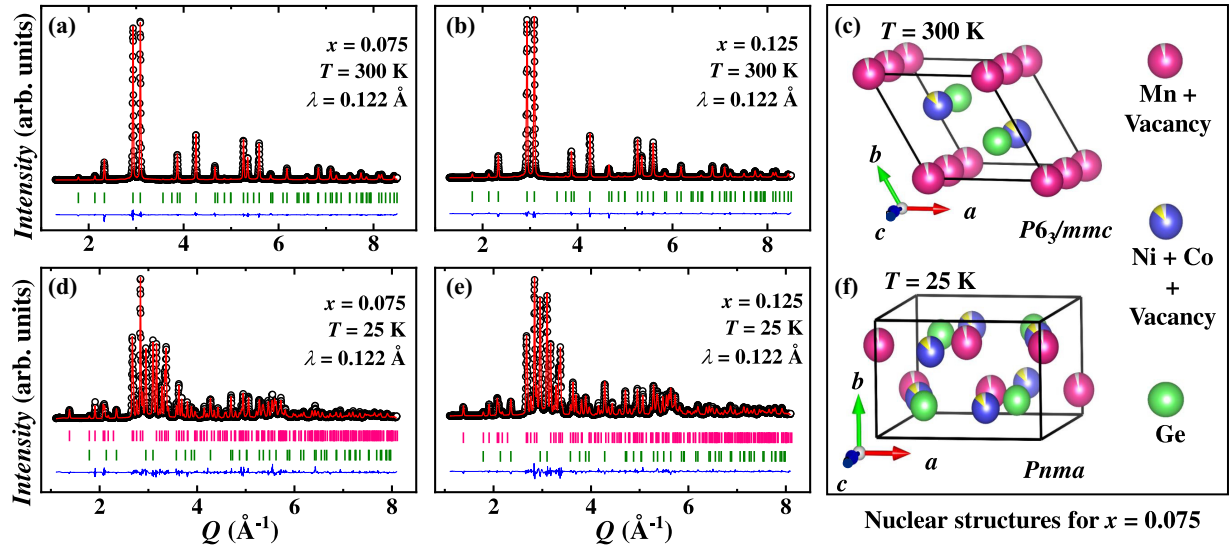 (a)
x = 0.075
T = 300 K
λ = 0.122 Å
Intensity (arb. units)
2 4 6 8
(b)
x = 0.125
T = 300 K
λ = 0.122 Å
2 4 6 8
(c)
T = 300 K
b
a
c
P6₃/mmc
Mn +
Vacancy
Ni + Co
+
Vacancy
Ge
(d)
x = 0.075
T = 25 K
λ = 0.122 Å
Intensity (arb. units)
2 4 6 8
Q (Å⁻¹)
(e)
x = 0.125
T = 25 K
λ = 0.122 Å
2 4 6 8
Q (Å⁻¹)
(f)
T = 25 K
b
a
c
Pnma
Nuclear structures for x = 0.075